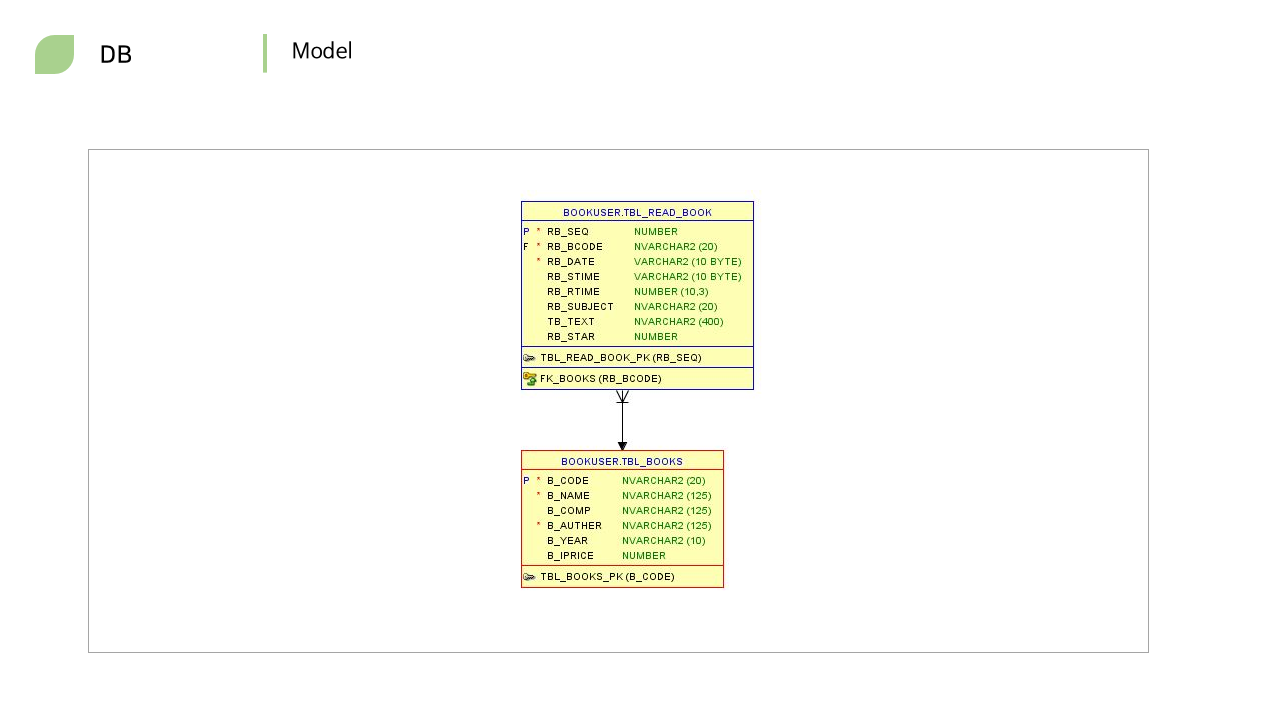 DB
Model
BOOKUSER.TBL_READ_BOOK
P * RB_SEQ NUMBER
F * RB_BCODE NVARCHAR2 (20)
* RB_DATE VARCHAR2 (10 BYTE)
RB_STIME VARCHAR2 (10 BYTE)
RB_RTIME NUMBER (10,3)
RB_SUBJECT NVARCHAR2 (20)
TB_TEXT NVARCHAR2 (400)
RB_STAR NUMBER
TBL_READ_BOOK_PK (RB_SEQ)
FK_BOOKS (RB_BCODE)
BOOKUSER.TBL_BOOKS
P * B_CODE NVARCHAR2 (20)
* B_NAME NVARCHAR2 (125)
B_COMP NVARCHAR2 (125)
* B_AUTHER NVARCHAR2 (125)
B_YEAR NVARCHAR2 (10)
B_IPRICE NUMBER
TBL_BOOKS_PK (B_CODE)